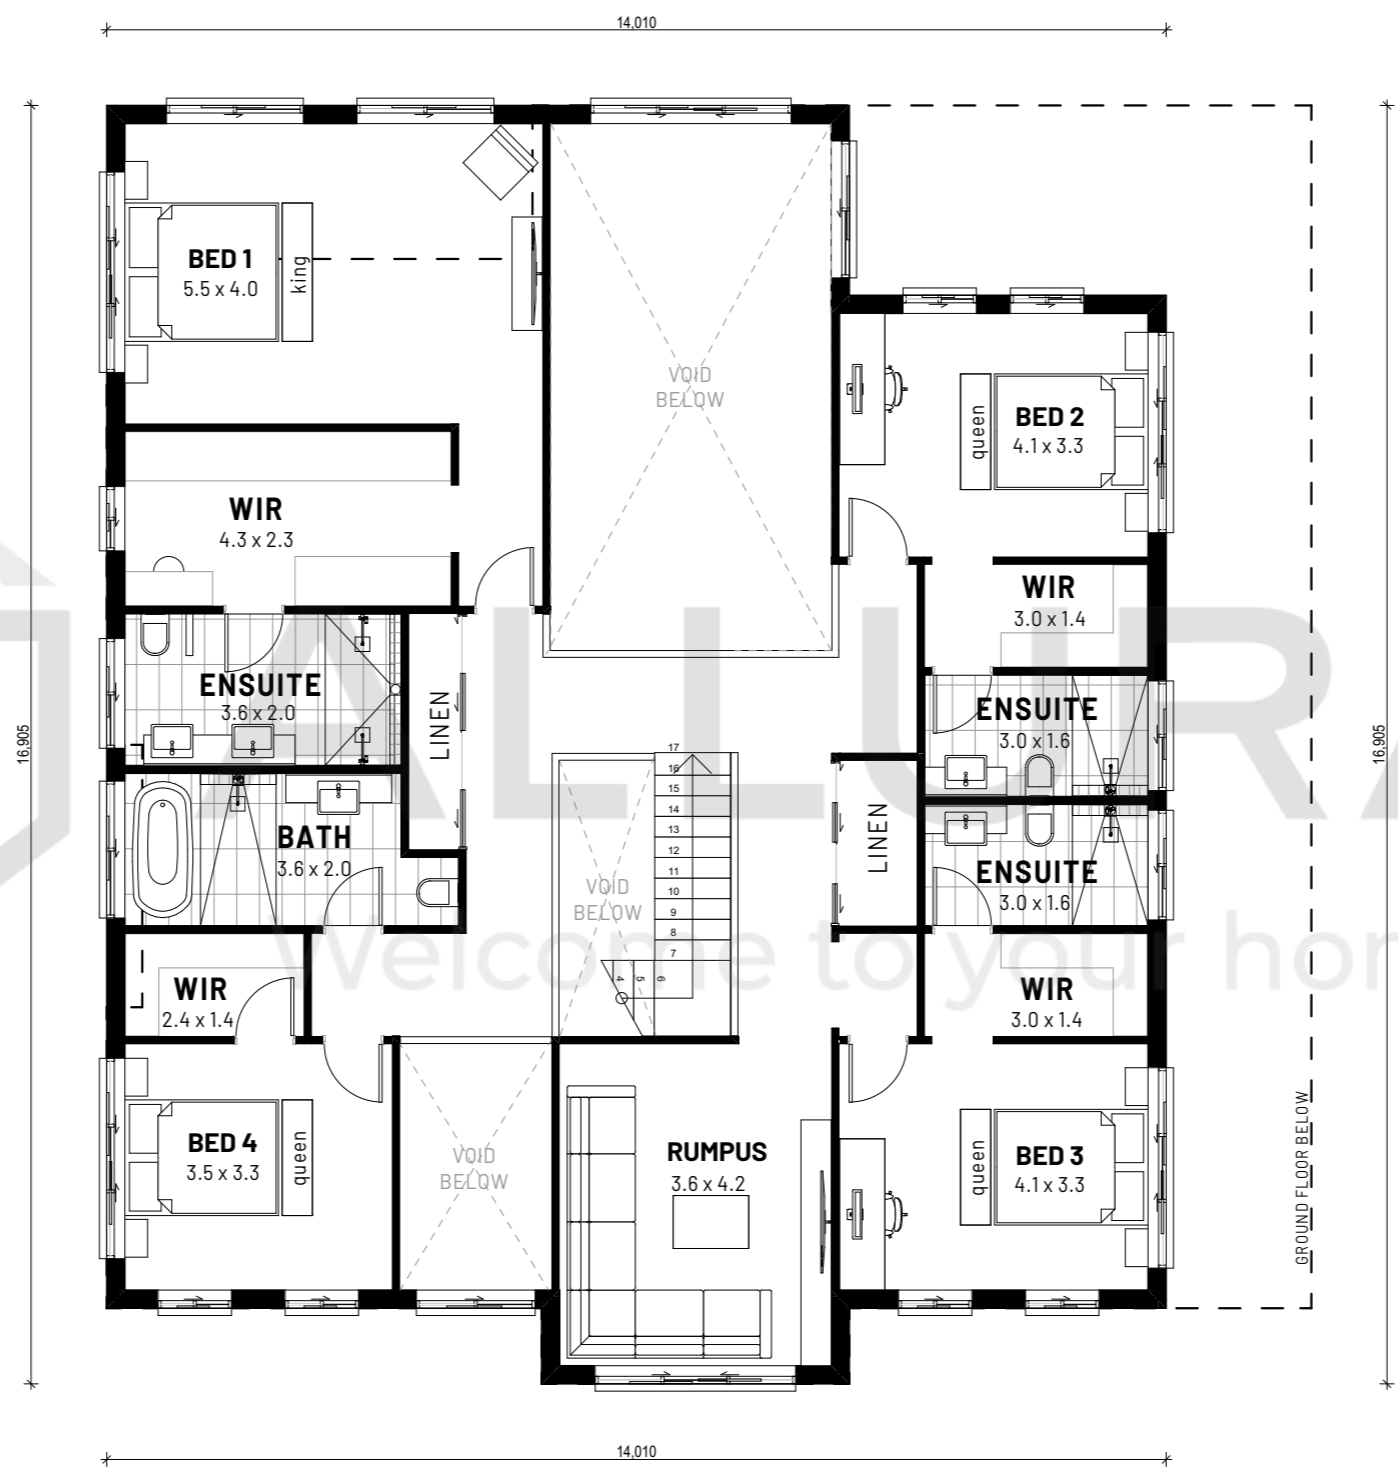 14,010
16,905
16,905
BED 1
5.5 x 4.0
king
VOID
BELOW
BED 2
4.1 x 3.3
queen
WIR
4.3 x 2.3
WIR
3.0 x 1.4
ALLURA
ENSUITE
3.6 x 2.0
LINEN
ENSUITE
3.0 x 1.6
17
16
15
14
13
12
11
10
9
8
7
6
5
4
VOID
BELOW
LINEN
BATH
3.6 x 2.0
ENSUITE
3.0 x 1.6
Welcome to your hom
WIR
2.4 x 1.4
WIR
3.0 x 1.4
BED 4
3.5 x 3.3
queen
VOID
BELOW
RUMPUS
3.6 x 4.2
BED 3
4.1 x 3.3
queen
GROUND FLOOR BELOW
14,010